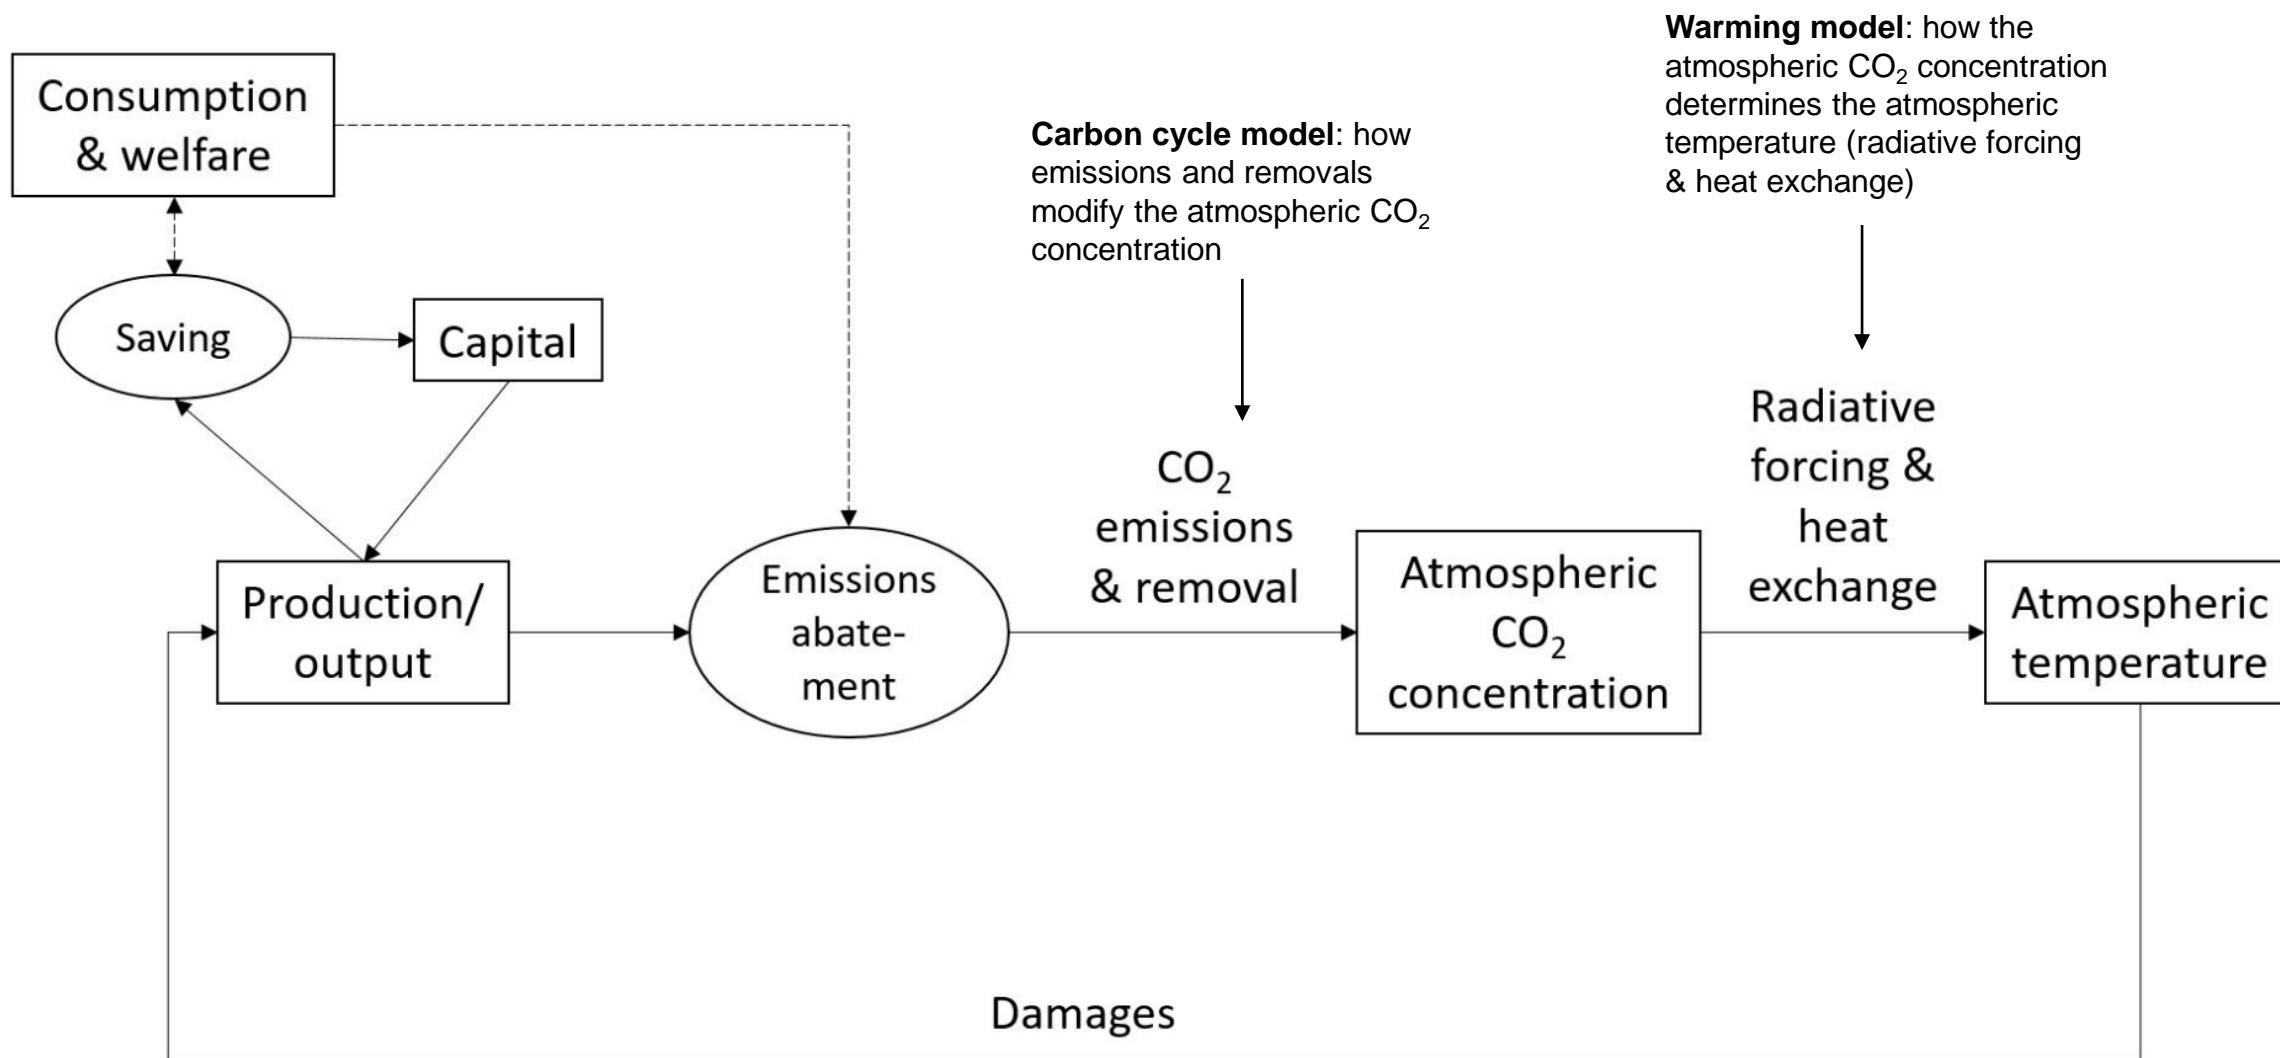 Consumption
& welfare
Saving
Capital
Production/
output
Emissions
abate-
ment
Carbon cycle model: how
emissions and removals
modify the atmospheric CO₂
concentration
CO₂
emissions
& removal
Atmospheric
CO₂
concentration
Warming model: how the
atmospheric CO₂ concentration
determines the atmospheric
temperature (radiative forcing
& heat exchange)
Radiative
forcing &
heat
exchange
Atmospheric
temperature
Damages